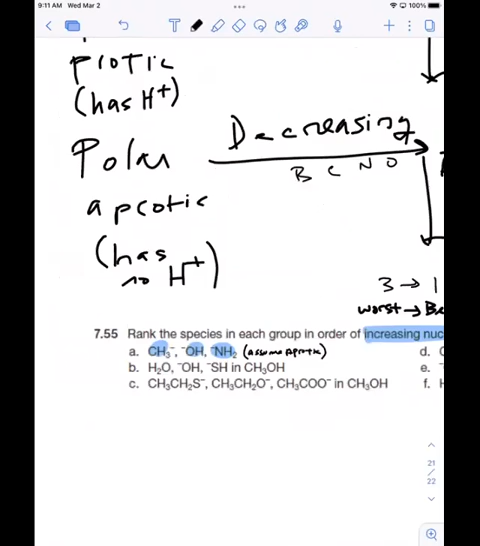 9:11 AM Wed Mar 2
100%
protic
(has H⁺)
Polar
aprotic
(has
no H⁺)
Decreasing
B C N O
3 → 1
worst →
7.55 Rank the species in each group in order of increasing nuc
a. CH₃⁻, ⁻OH, ⁻NH₂ (assume aprotic)
b. H₂O, ⁻OH, ⁻SH in CH₃OH
c. CH₃CH₂S⁻, CH₃CH₂O⁻, CH₃COO⁻ in CH₃OH
d.
e.
f.
21
/
22